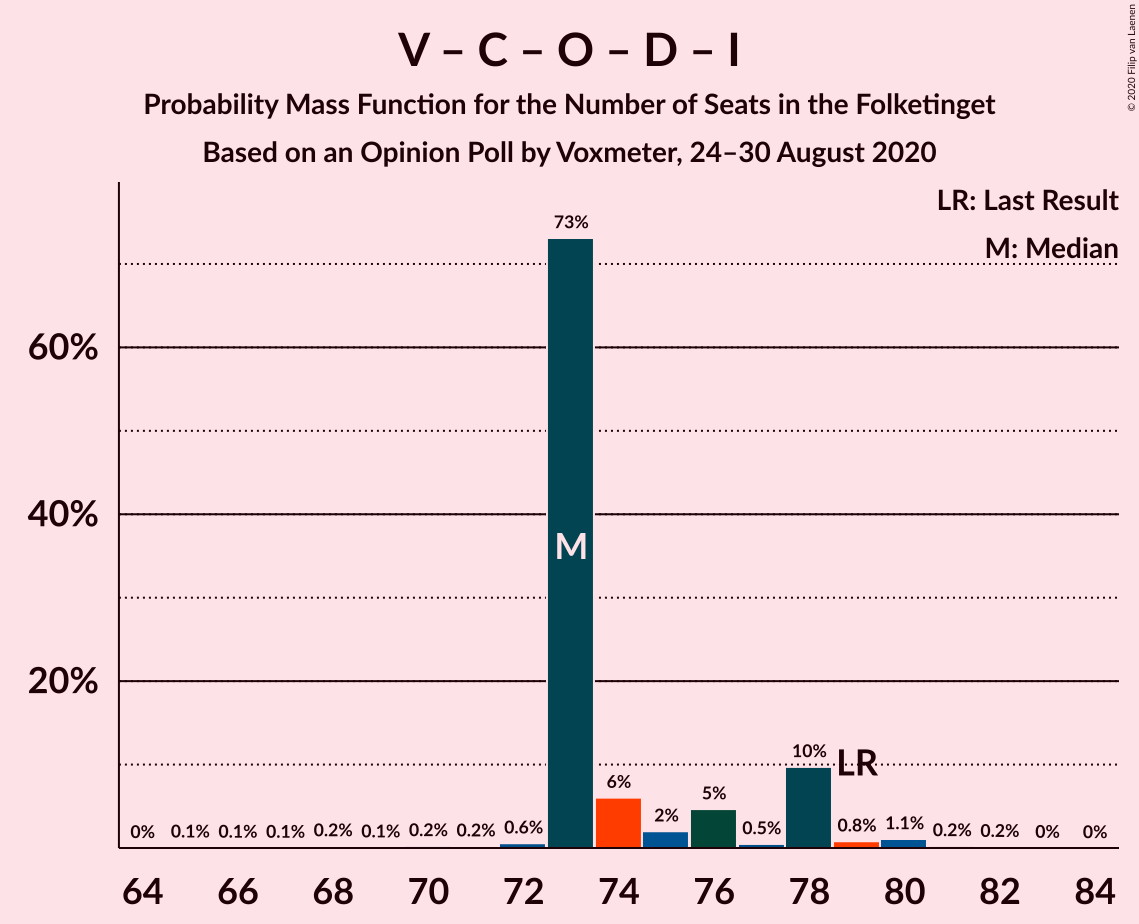 V – C – O – D – I
Probability Mass Function for the Number of Seats in the Folketinget
Based on an Opinion Poll by Voxmeter, 24–30 August 2020
© 2020 Filip van Laenen
LR: Last Result
M: Median
60%
40%
20%
0% 0.1% 0.1% 0.1% 0.2% 0.1% 0.2% 0.2% 0.6% 73% 6% 2% 5% 0.5% 10% 0.8% 1.1% 0.2% 0.2% 0% 0%
M
LR
64 66 68 70 72 74 76 78 80 82 84